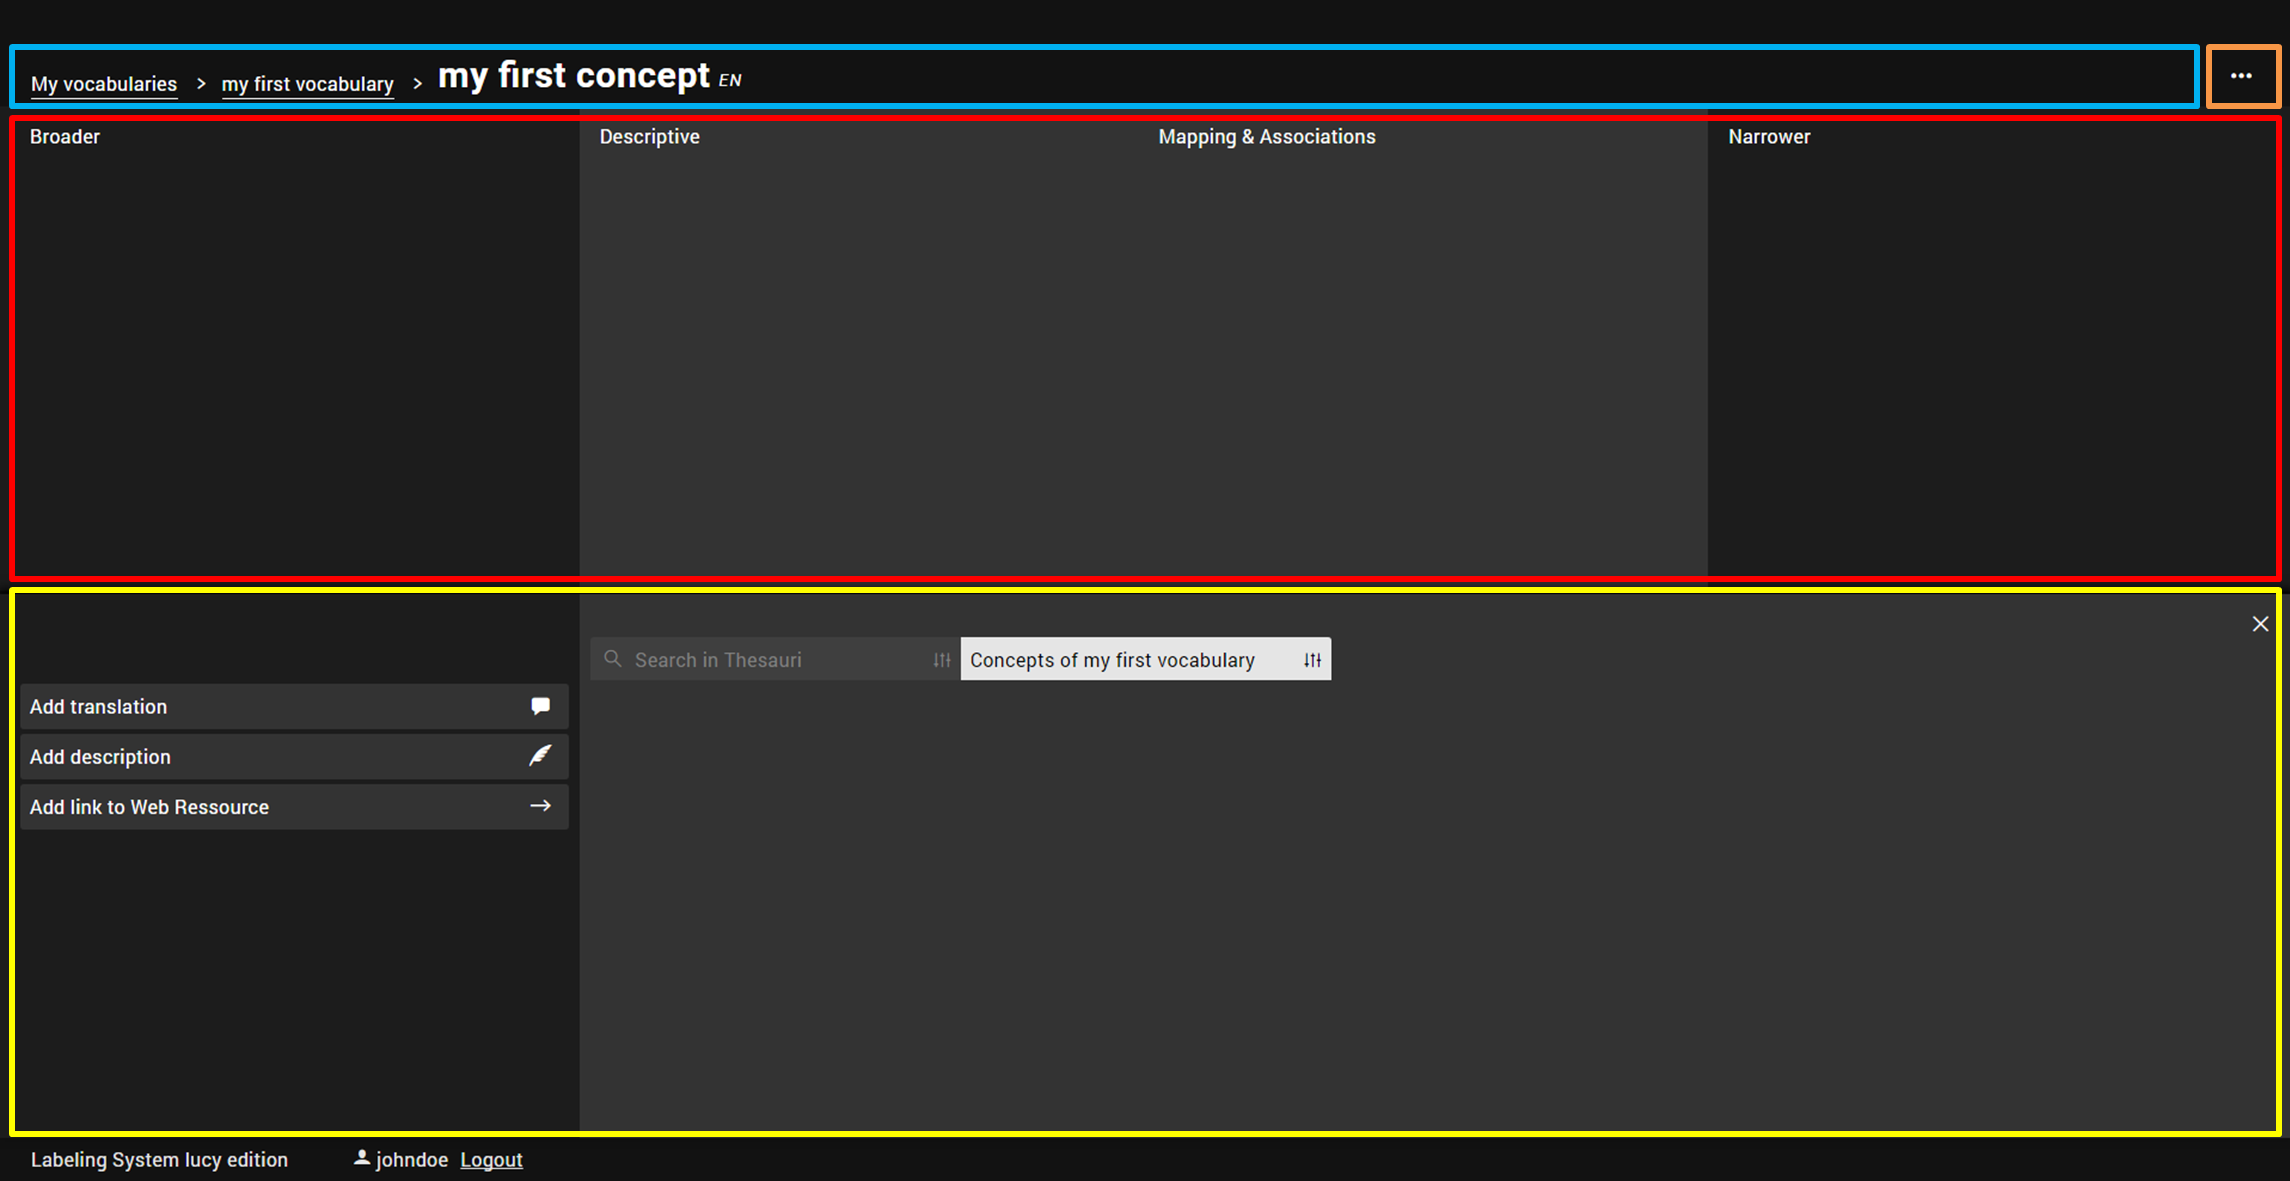 My vocabularies > my first vocabulary > my first concept EN
Broader
Descriptive
Mapping & Associations
Narrower
Search in Thesauri
Concepts of my first vocabulary
Add translation
Add description
Add link to Web Ressource
Labeling System lucy edition
johndoe Logout